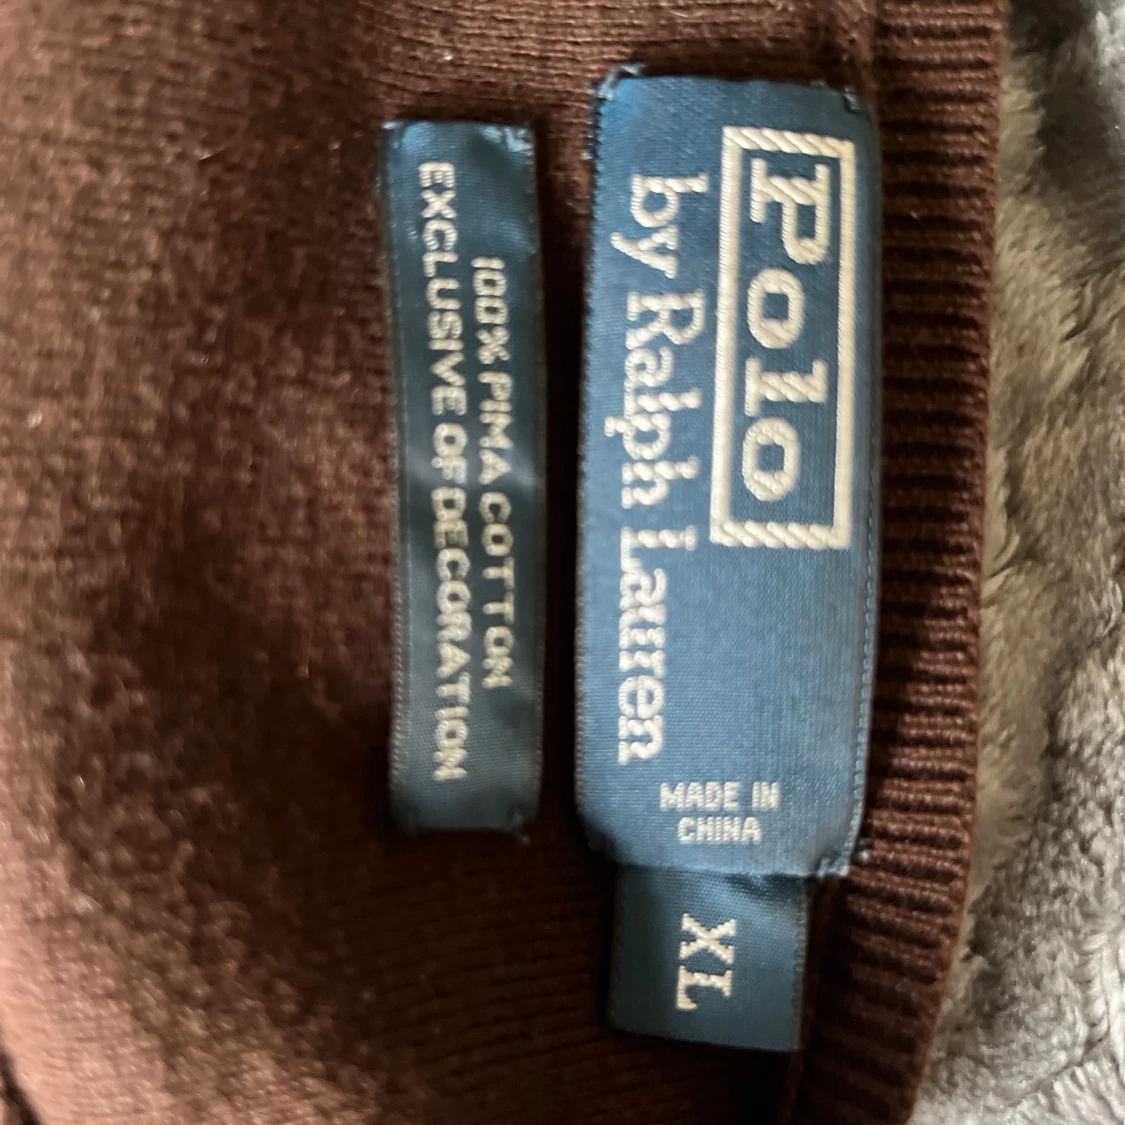 Polo
by Ralph Lauren
MADE IN
CHINA
XL
100% PIMA COTTON
EXCLUSIVE OF DECORATION